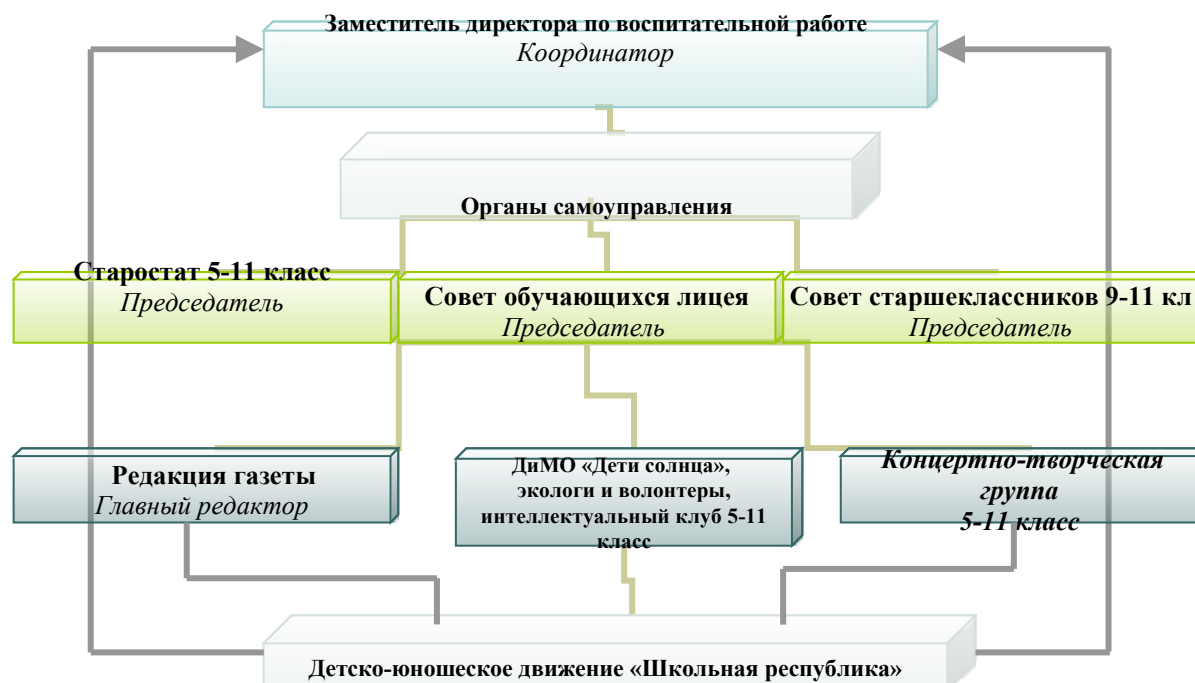 Заместитель директора по воспитательной работе
Координатор
Органы самоуправления
Старостат 5-11 класс
Председатель
Совет обучающихся лицея
Председатель
Совет старшеклассников 9-11 кл
Председатель
Редакция газеты
Главный редактор
ДиМО «Дети солнца»,
экологи и волонтеры,
интеллектуальный клуб 5-11
класс
Концертно-творческая
группа
5-11 класс
Детско-юношеское движение «Школьная республика»